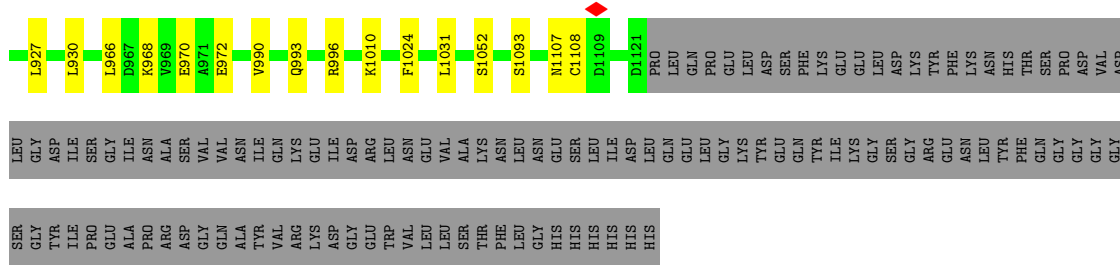 L927 L930 L966 D967 K968 V969 E970 A971 E972 V990 Q993 R996 K1010 F1024 L1031 S1052 S1093 N1107 C1108 D1109 D1121 PRO LEU GLN PRO GLU LEU ASP SER PHE LYS GLU GLU LEU ASP LYS TYR PHE LYS ASN HIS THR SER PRO ASP VAL ASP
LEU GLY ASP ILE SER GLY ILE ASN ALA SER VAL VAL ASN ILE GLN LYS GLU ILE ASP ARG LEU ASN GLU VAL ALA LYS ASN LEU ASN GLU SER LEU ILE ASP LEU GLN GLU LEU GLY LYS TYR GLU GLN TYR ILE LYS GLY SER GLY ARG GLU ASN LEU TYR PHE GLN GLY GLY GLY GLY
SER GLY TYR ILE PRO GLU ALA PRO ARG ASP GLY GLN ALA TYR VAL ARG LYS ASP GLY GLU TRP VAL LEU LEU SER THR PHE LEU GLY HIS HIS HIS HIS HIS HIS